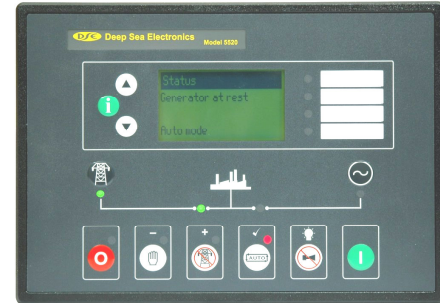 DSE Deep Sea Electronics Model 5520
Status
Generator at rest
Auto mode
i
− + ✓
O AUTO I